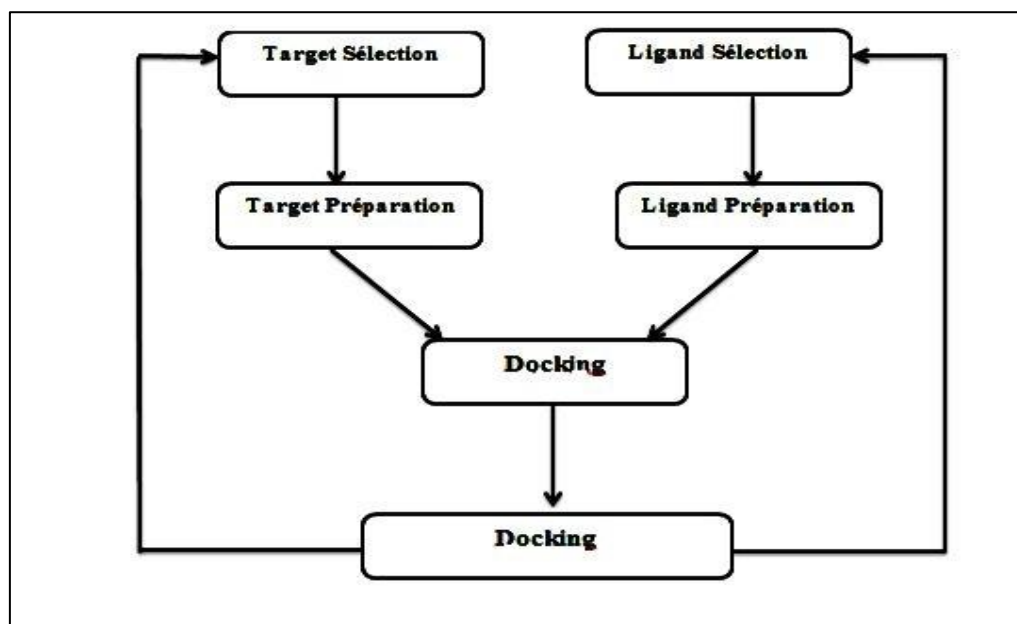 Target Sélection
Ligand Sélection
Target Préparation
Ligand Préparation
Docking
Docking